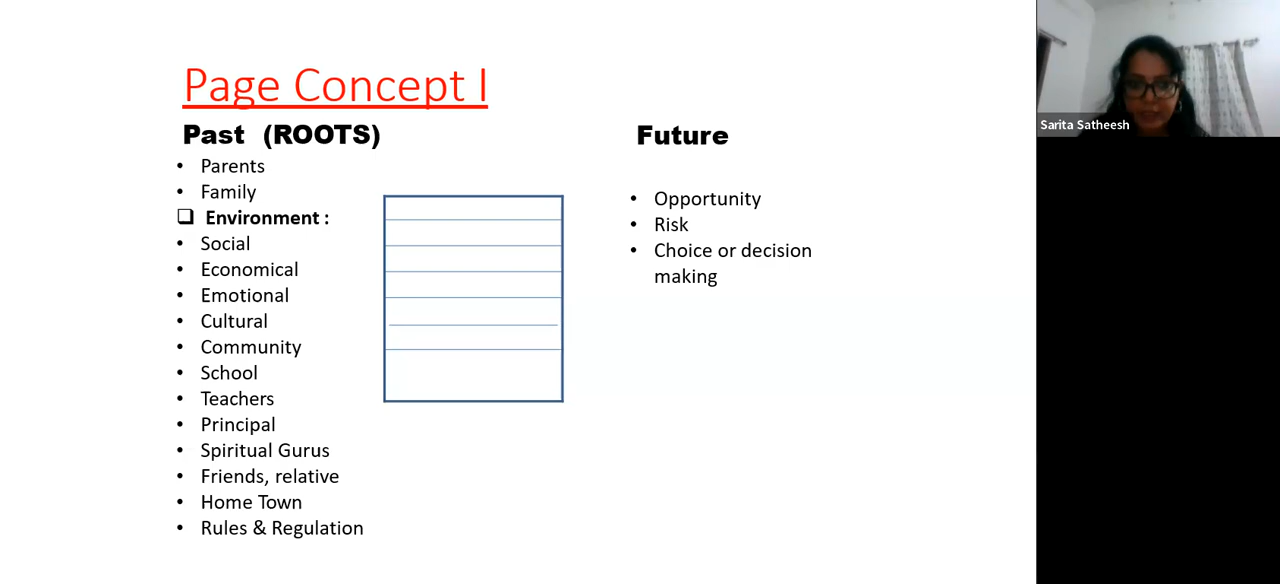 Page Concept I
Past (ROOTS)
• Parents
• Family
❑ Environment :
• Social
• Economical
• Emotional
• Cultural
• Community
• School
• Teachers
• Principal
• Spiritual Gurus
• Friends, relative
• Home Town
• Rules & Regulation
Future
• Opportunity
• Risk
• Choice or decision
making
Sarita Satheesh